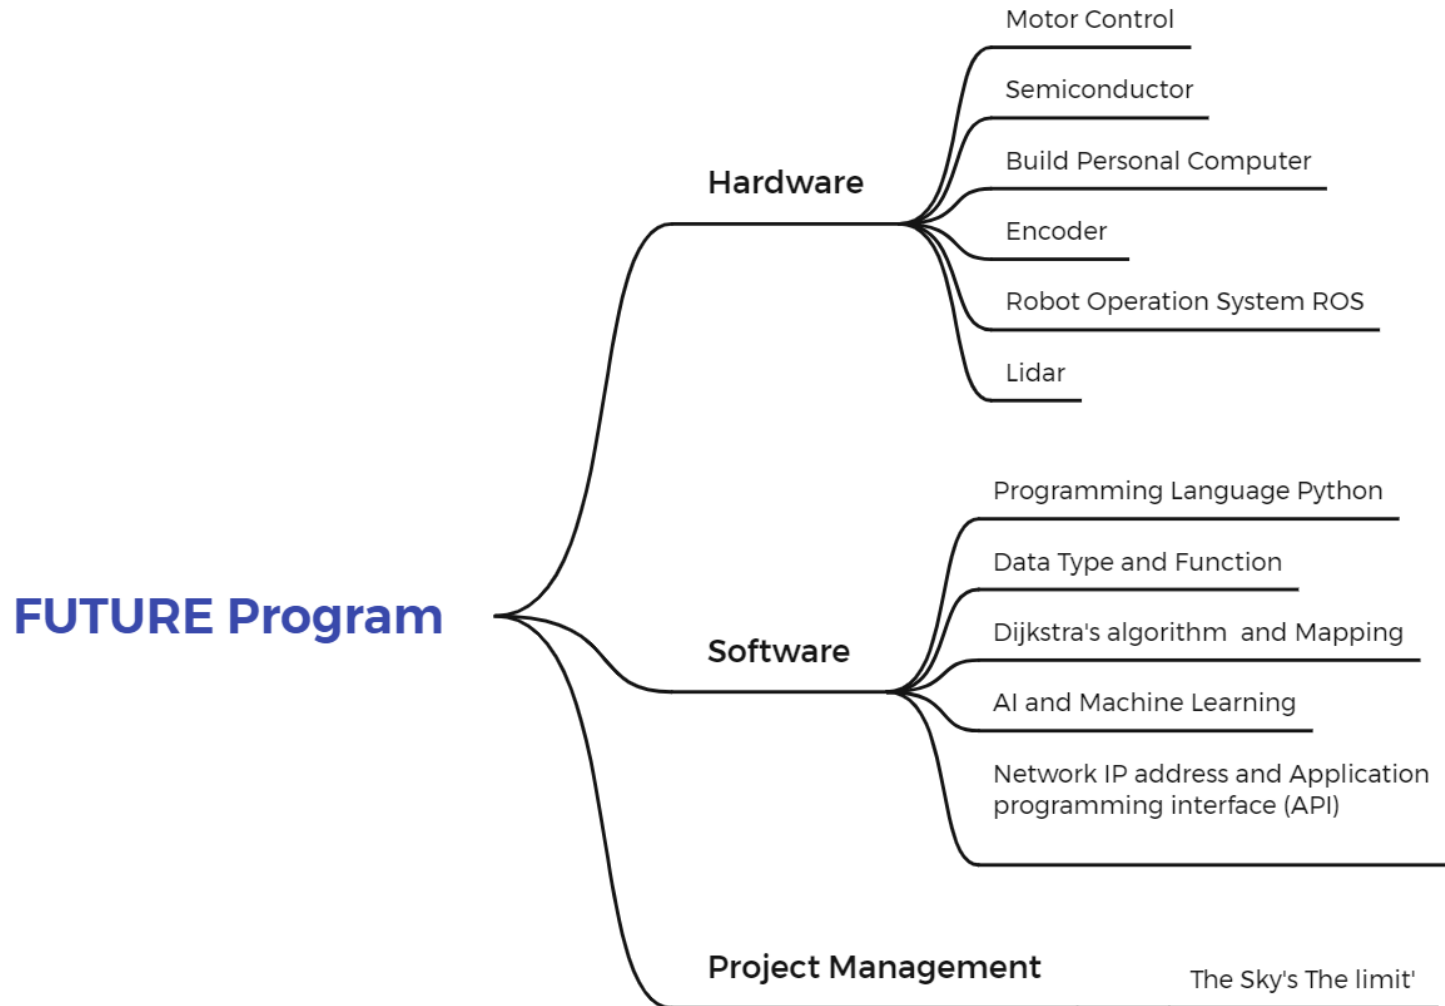 FUTURE Program
Hardware
Motor Control
Semiconductor
Build Personal Computer
Encoder
Robot Operation System ROS
Lidar
Software
Programming Language Python
Data Type and Function
Dijkstra's algorithm  and Mapping
AI and Machine Learning
Network IP address and Application
programming interface (API)
Project Management
The Sky's The limit'